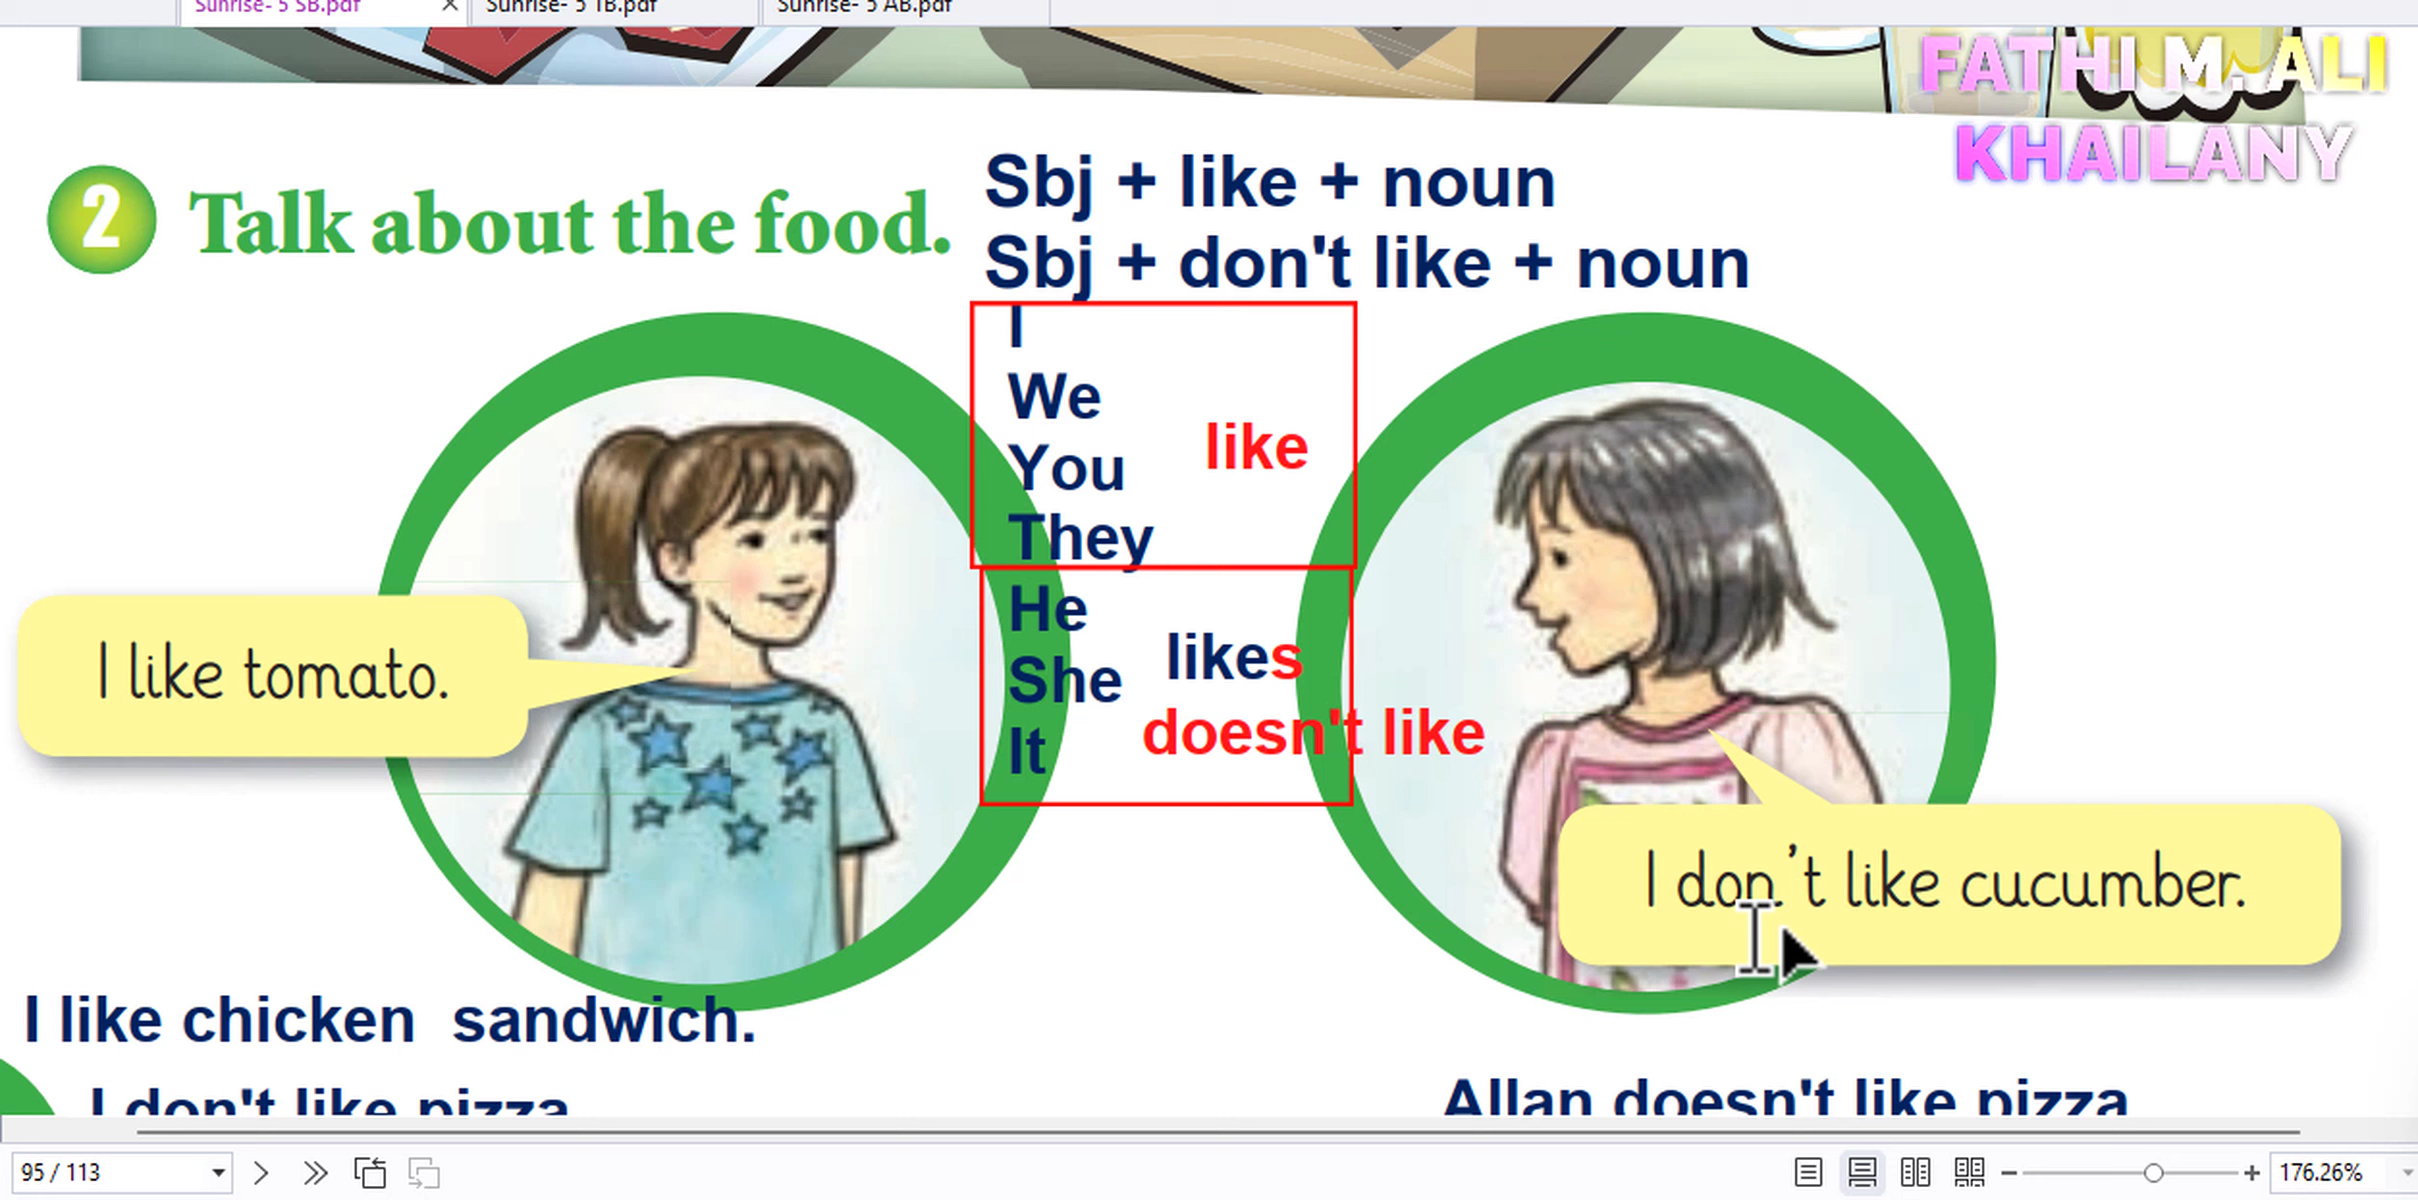 Sunrise- 5 SB.pdf
Sunrise- 5 TB.pdf
Sunrise- 5 AB.pdf
FATHI M. ALI
KHAILANY
2 Talk about the food.
Sbj + like + noun
Sbj + don't like + noun
I
We
You
They
like
He
She
It
likes
doesn't like
I like tomato.
I don't like cucumber.
I like chicken sandwich.
I don't like pizza
Allan doesn't like pizza
95 / 113
176.26%